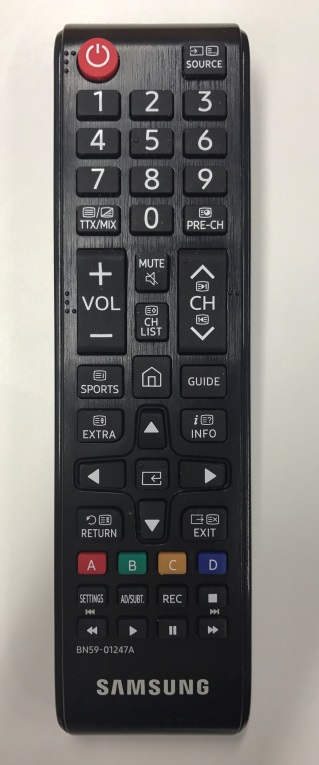 SOURCE
1 2 3
4 5 6
7 8 9
TTX/MIX 0 PRE-CH
MUTE
+ VOL −
CH
CH LIST
SPORTS GUIDE
EXTRA i INFO
RETURN EXIT
A B C D
SETTINGS AD/SUBT. REC
BN59-01247A
SAMSUNG